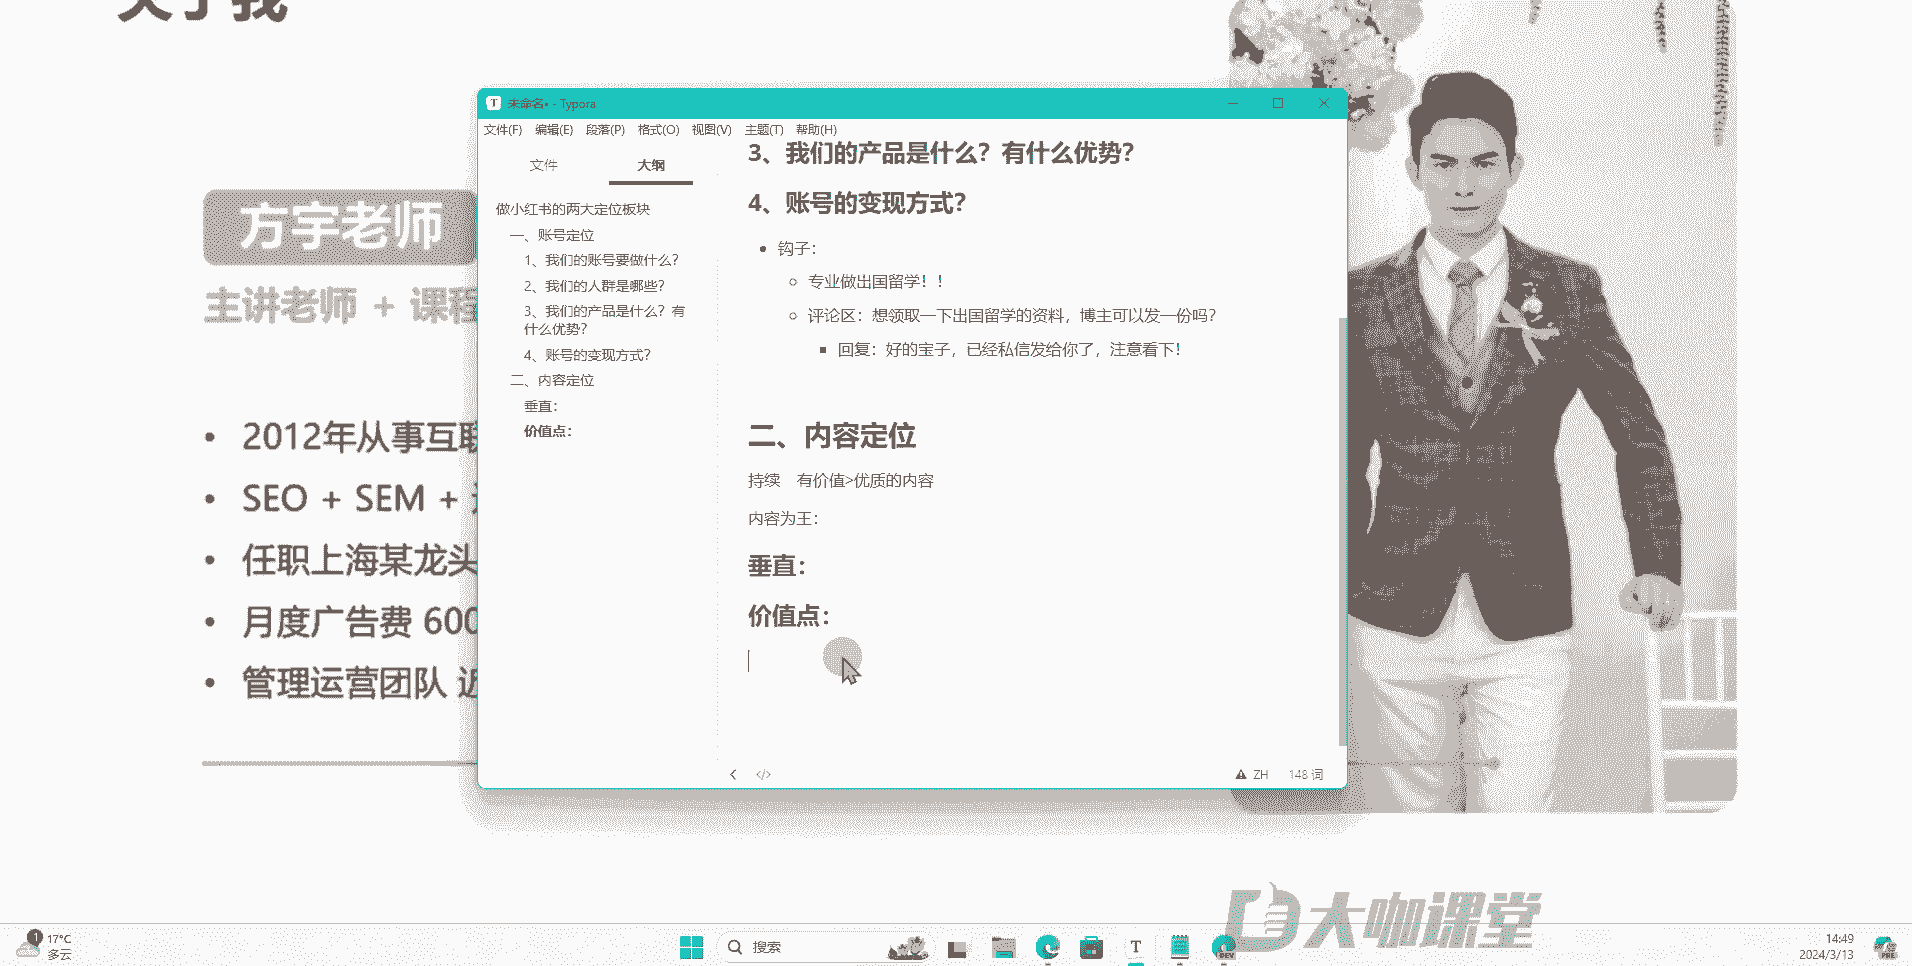 关于我
方宇老师
主讲老师 + 课程
• 2012年从事互联
• SEO + SEM +
• 任职上海某龙头
• 月度广告费 600
• 管理运营团队 近
未命名• - Typora
文件(F) 编辑(E) 段落(P) 格式(O) 视图(V) 主题(T) 帮助(H)
文件 大纲
做小红书的两大定位板块
一、账号定位
1、我们的账号要做什么？
2、我们的人群是哪些？
3、我们的产品是什么？有
什么优势？
4、账号的变现方式？
二、内容定位
垂直：
价值点：
3、我们的产品是什么？有什么优势？
4、账号的变现方式？
钩子：
专业做出国留学！！
评论区：想领取一下出国留学的资料，博主可以发一份吗？
回复：好的宝子，已经私信发给你了，注意看下！
二、内容定位
持续 有价值>优质的内容
内容为王：
垂直：
价值点：
ZH 148 词
大咖课堂
1
17°C
多云
搜索
T
DEV
14:49
2024/3/13
PRE